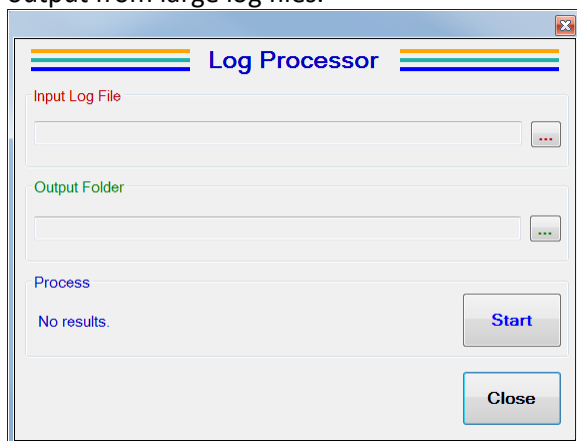 output from large log files.
Log Processor
Input Log File
...
Output Folder
...
Process
No results.
Start
Close